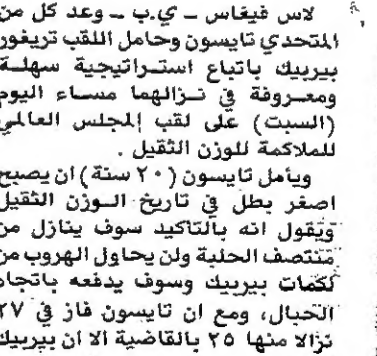 لاس فيغاس ـ ي.ب ـ وعد كل من
المتحدي تايسون وحامل اللقب تريفور
بيربيك باتباع استراتيجية سهلة
ومعروفة في نزالهما مساء اليوم
(السبت) على لقب المجلس العالمي
للملاكمة للوزن الثقيل .
ويأمل تايسون (٢٠ سنة) ان يصبح
اصغر بطل في تاريخ الوزن الثقيل
ويقول انه بالتأكيد سوف ينازل من
منتصف الحلبة ولن يحاول الهروب من
لكمات بيربيك وسوف يدفعه باتجاه
الحبال، ومع ان تايسون فاز في ٢٧
نزالا منها ٢٥ بالقاضية الا ان بيربيك